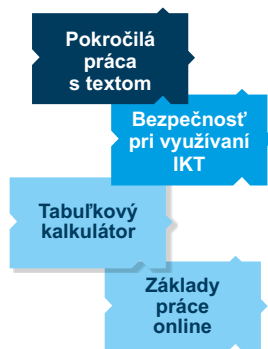 Pokročilá
práca
s textom
Bezpečnosť
pri využívaní
IKT
Tabuľkový
kalkulátor
Základy
práce
online